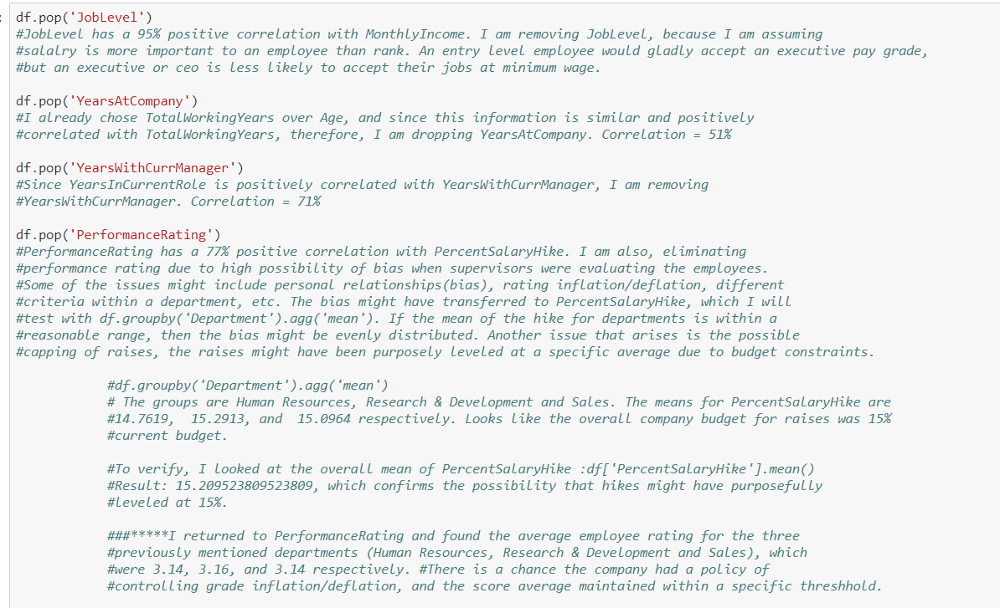 df.pop('JobLevel')
#JobLevel has a 95% positive correlation with MonthlyIncome. I am removing JobLevel, because I am assuming
#salalry is more important to an employee than rank. An entry level employee would gladly accept an executive pay grade,
#but an executive or ceo is less likely to accept their jobs at minimum wage.
df.pop('YearsAtCompany')
#I already chose TotalWorkingYears over Age, and since this information is similar and positively
#correlated with TotalWorkingYears, therefore, I am dropping YearsAtCompany. Correlation = 51%
df.pop('YearsWithCurrManager')
#Since YearsInCurrentRole is positively correlated with YearsWithCurrManager, I am removing
#YearsWithCurrManager. Correlation = 71%
df.pop('PerformanceRating')
#PerformanceRating has a 77% positive correlation with PercentSalaryHike. I am also, eliminating
#performance rating due to high possibility of bias when supervisors were evaluating the employees.
#Some of the issues might include personal relationships(bias), rating inflation/deflation, different
#criteria within a department, etc. The bias might have transferred to PercentSalaryHike, which I will
#test with df.groupby('Department').agg('mean'). If the mean of the hike for departments is within a
#reasonable range, then the bias might be evenly distributed. Another issue that arises is the possible
#capping of raises, the raises might have been purposely leveled at a specific average due to budget constraints.
#df.groupby('Department').agg('mean')
# The groups are Human Resources, Research & Development and Sales. The means for PercentSalaryHike are
#14.7619,  15.2913, and  15.0964 respectively. Looks like the overall company budget for raises was 15%
#current budget.
#To verify, I looked at the overall mean of PercentSalaryHike :df['PercentSalaryHike'].mean()
#Result: 15.209523809523809, which confirms the possibility that hikes might have purposefully
#leveled at 15%.
###*****I returned to PerformanceRating and found the average employee rating for the three
#previously mentioned departments (Human Resources, Research & Development and Sales), which
#were 3.14, 3.16, and 3.14 respectively. #There is a chance the company had a policy of
#controlling grade inflation/deflation, and the score average maintained within a specific threshhold.